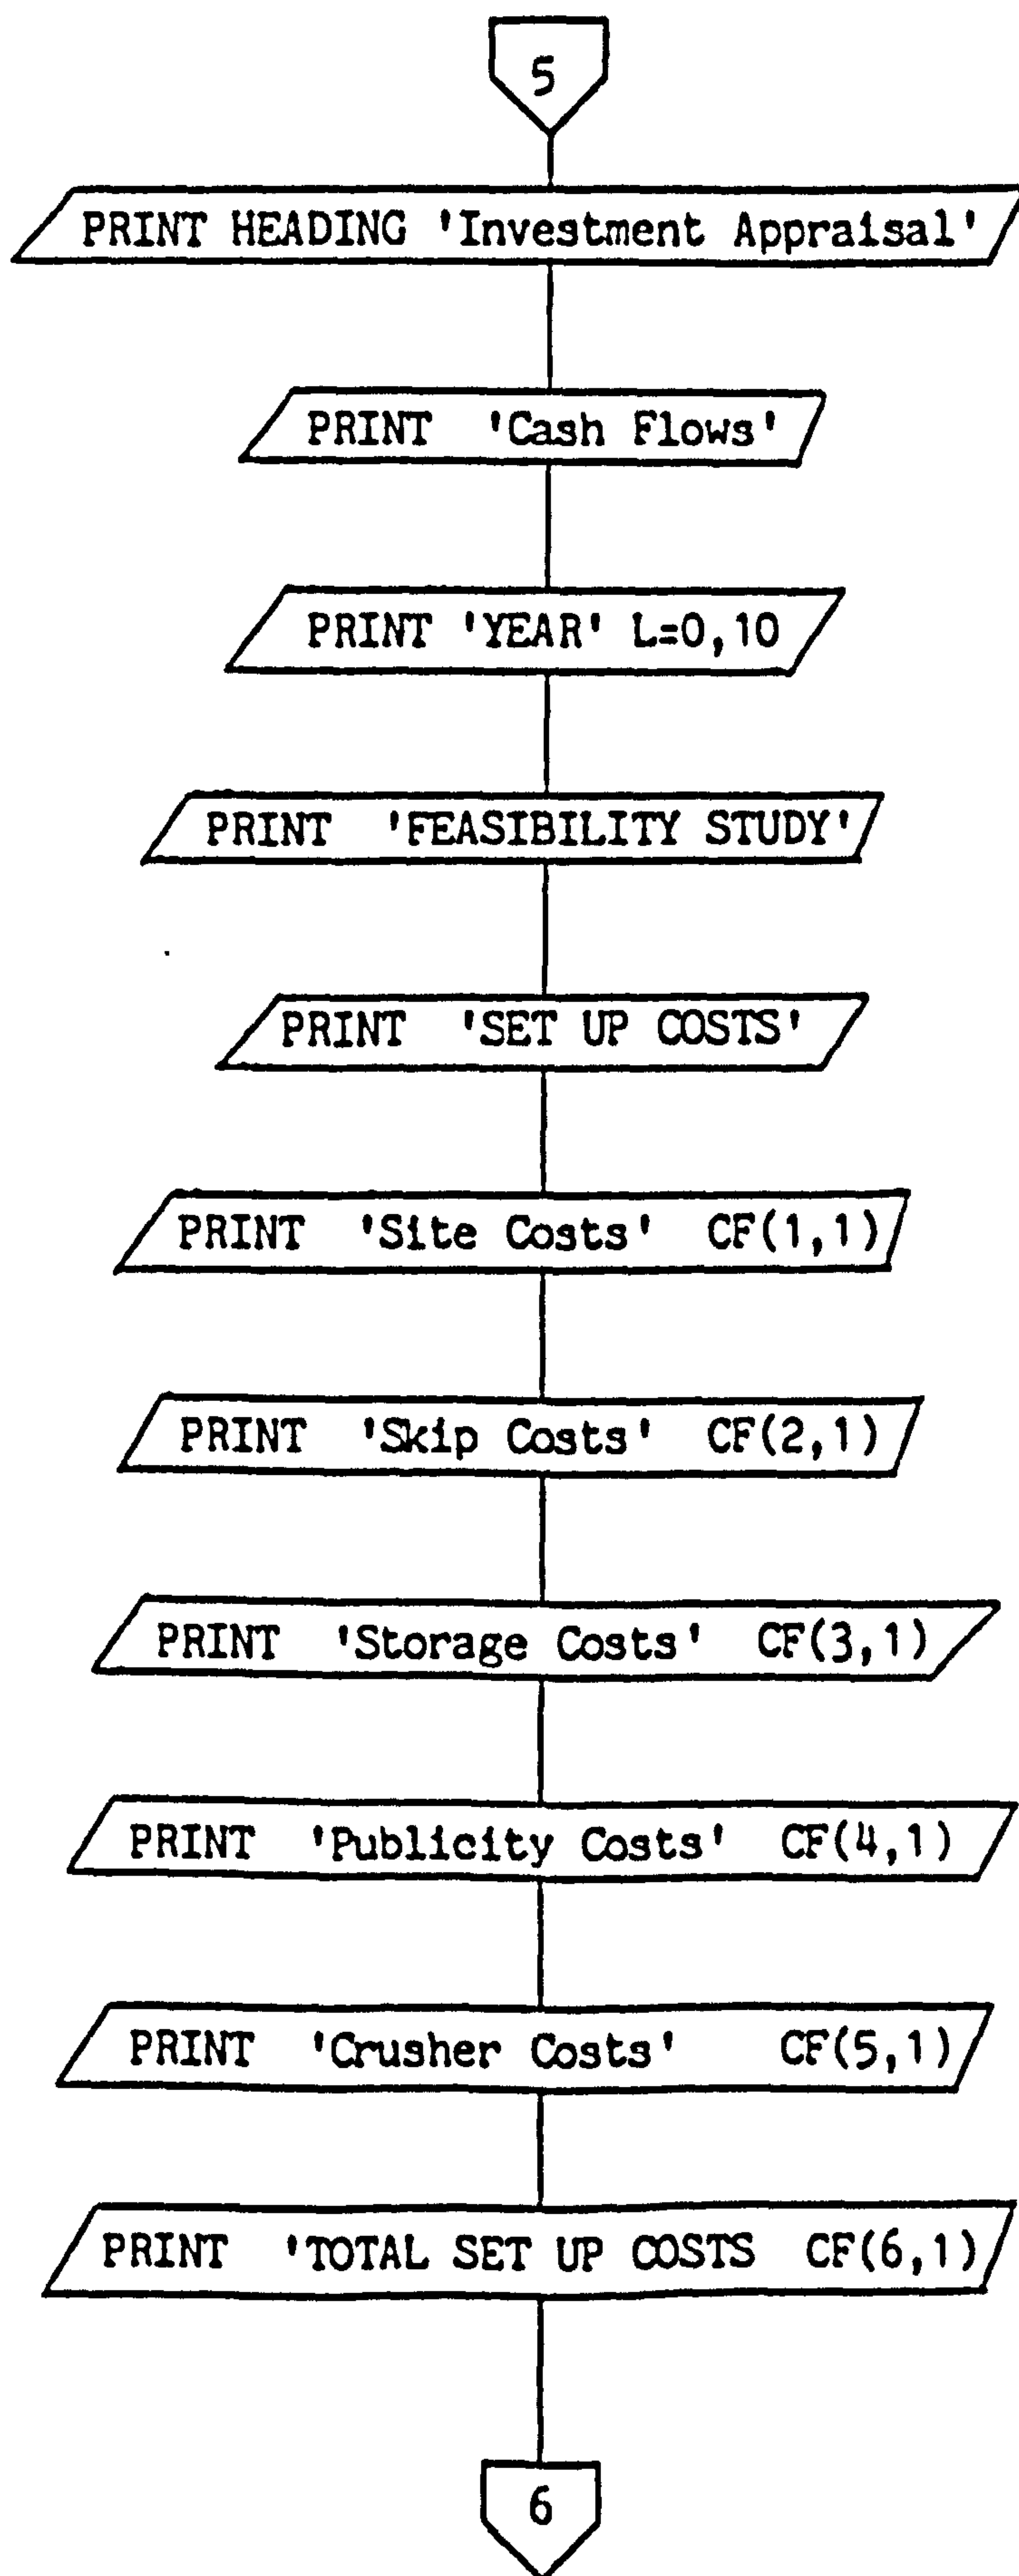 5
PRINT HEADING 'Investment Appraisal'
PRINT 'Cash Flows'
PRINT 'YEAR' L=0,10
PRINT 'FEASIBILITY STUDY'
PRINT 'SET UP COSTS'
PRINT 'Site Costs' CF(1,1)
PRINT 'Skip Costs' CF(2,1)
PRINT 'Storage Costs' CF(3,1)
PRINT 'Publicity Costs' CF(4,1)
PRINT 'Crusher Costs' CF(5,1)
PRINT 'TOTAL SET UP COSTS CF(6,1)
6